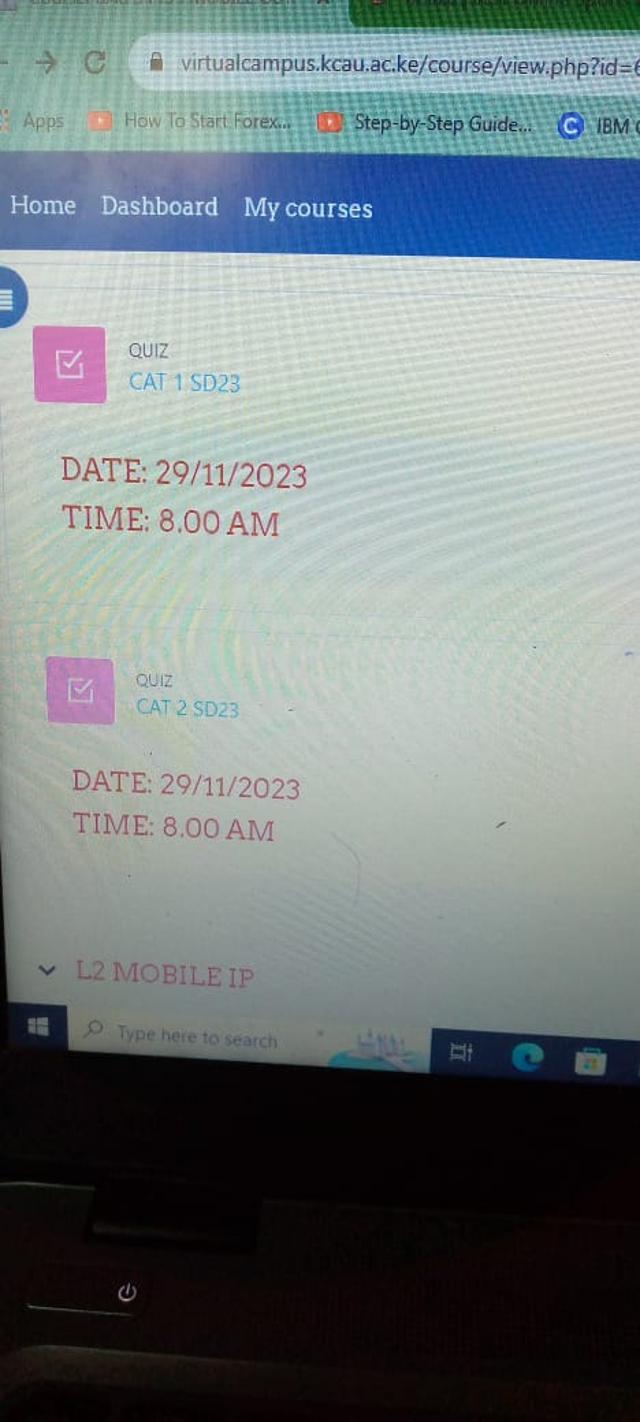 virtualcampus.kcau.ac.ke/course/view.php?id=6
Apps How To Start Forex... Step-by-Step Guide... IBM
Home Dashboard My courses
QUIZ
CAT 1 SD23
DATE: 29/11/2023
TIME: 8.00 AM
QUIZ
CAT 2 SD23
DATE: 29/11/2023
TIME: 8.00 AM
L2 MOBILE IP
Type here to search